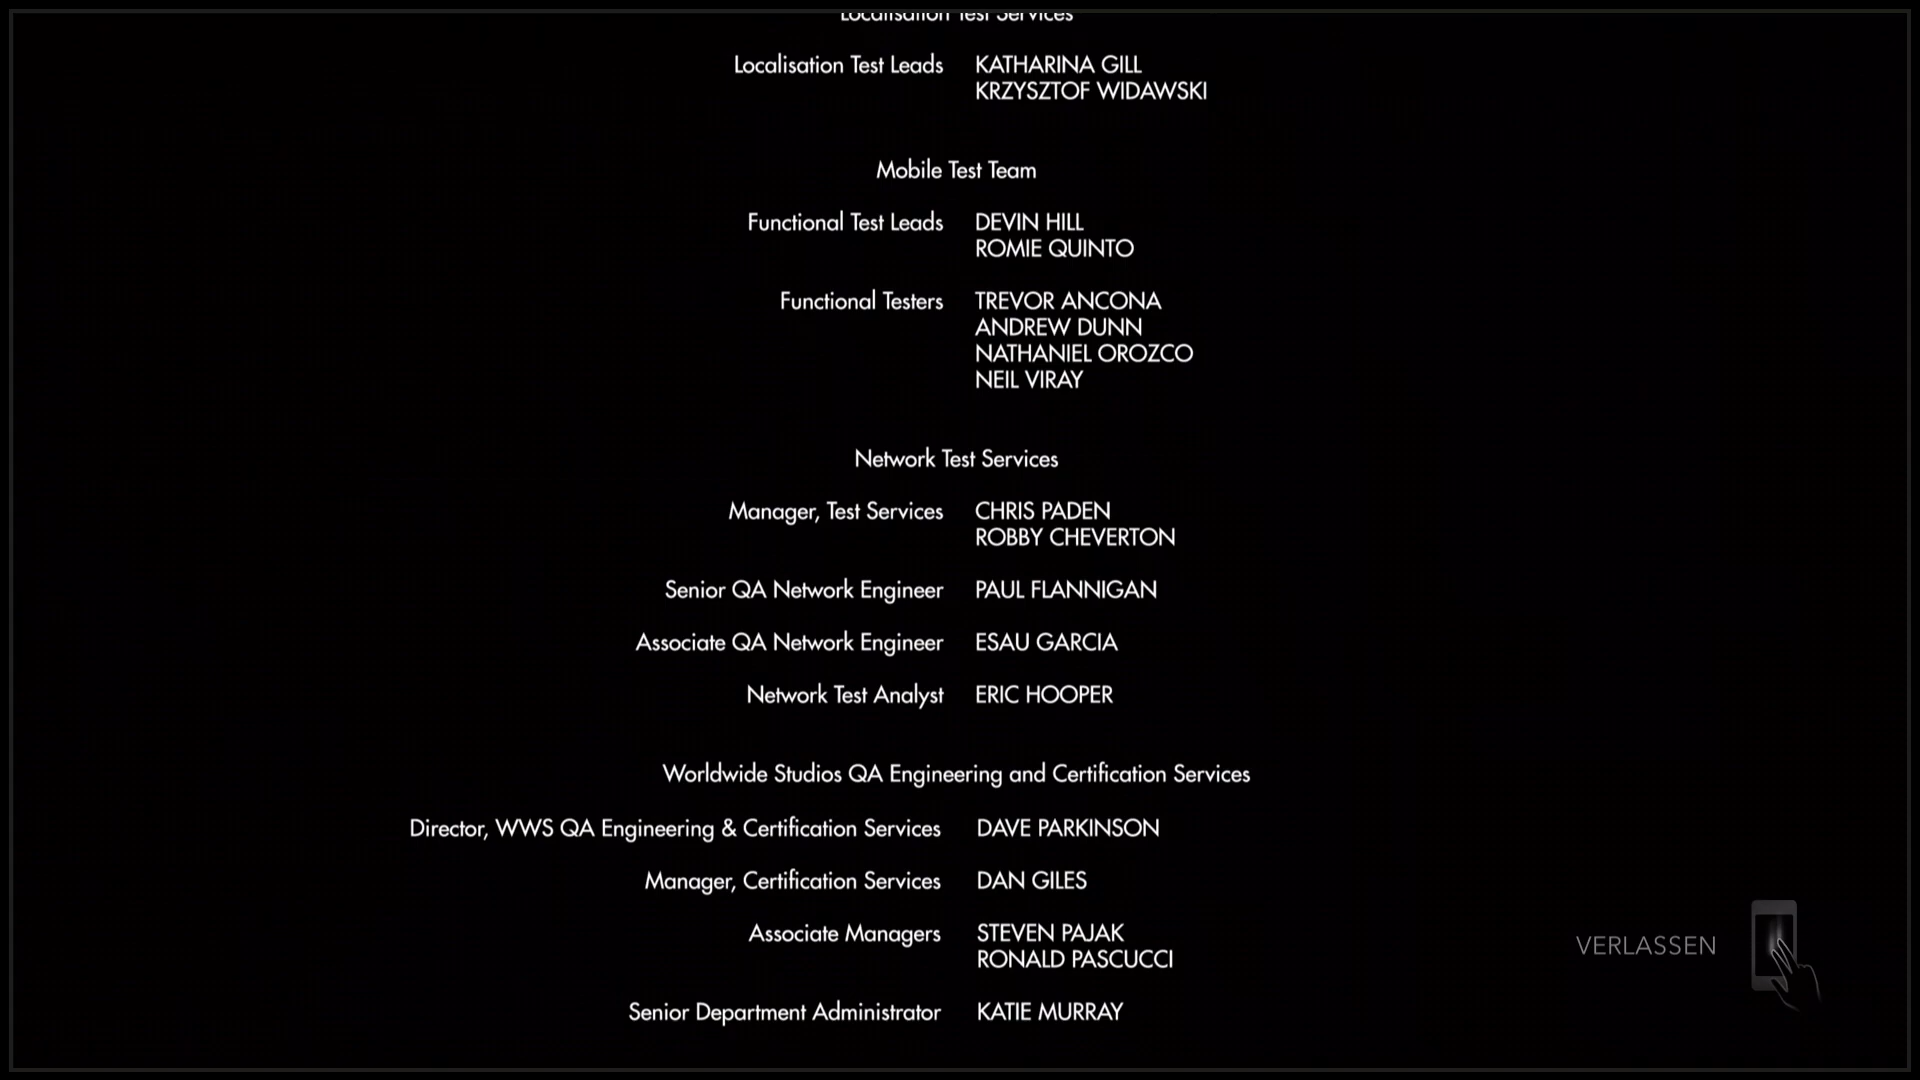 Localisation Test Services
Localisation Test Leads KATHARINA GILL
KRZYSZTOF WIDAWSKI
Mobile Test Team
Functional Test Leads DEVIN HILL
ROMIE QUINTO
Functional Testers TREVOR ANCONA
ANDREW DUNN
NATHANIEL OROZCO
NEIL VIRAY
Network Test Services
Manager, Test Services CHRIS PADEN
ROBBY CHEVERTON
Senior QA Network Engineer PAUL FLANNIGAN
Associate QA Network Engineer ESAU GARCIA
Network Test Analyst ERIC HOOPER
Worldwide Studios QA Engineering and Certification Services
Director, WWS QA Engineering & Certification Services DAVE PARKINSON
Manager, Certification Services DAN GILES
Associate Managers STEVEN PAJAK
RONALD PASCUCCI
VERLASSEN
Senior Department Administrator KATIE MURRAY